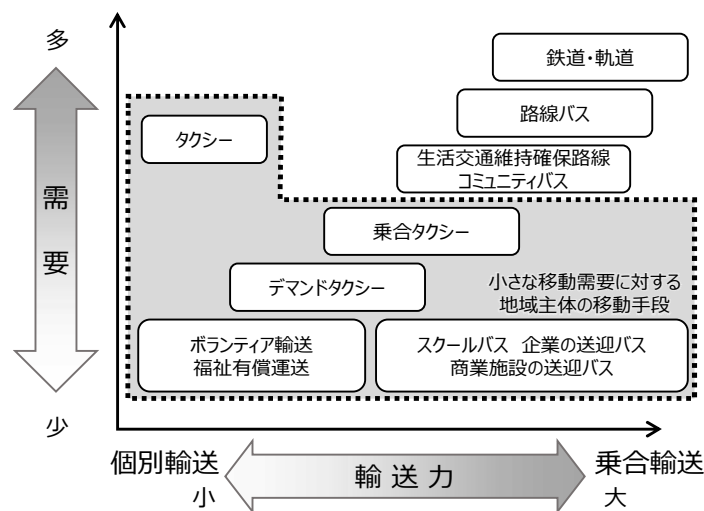 多
鉄道・軌道
路線バス
タクシー
生活交通維持確保路線
コミュニティバス
需
要
乗合タクシー
デマンドタクシー
小さな移動需要に対する
地域主体の移動手段
ボランティア輸送
福祉有償運送
スクールバス 企業の送迎バス
商業施設の送迎バス
少
個別輸送
輸送力
乗合輸送
小
大